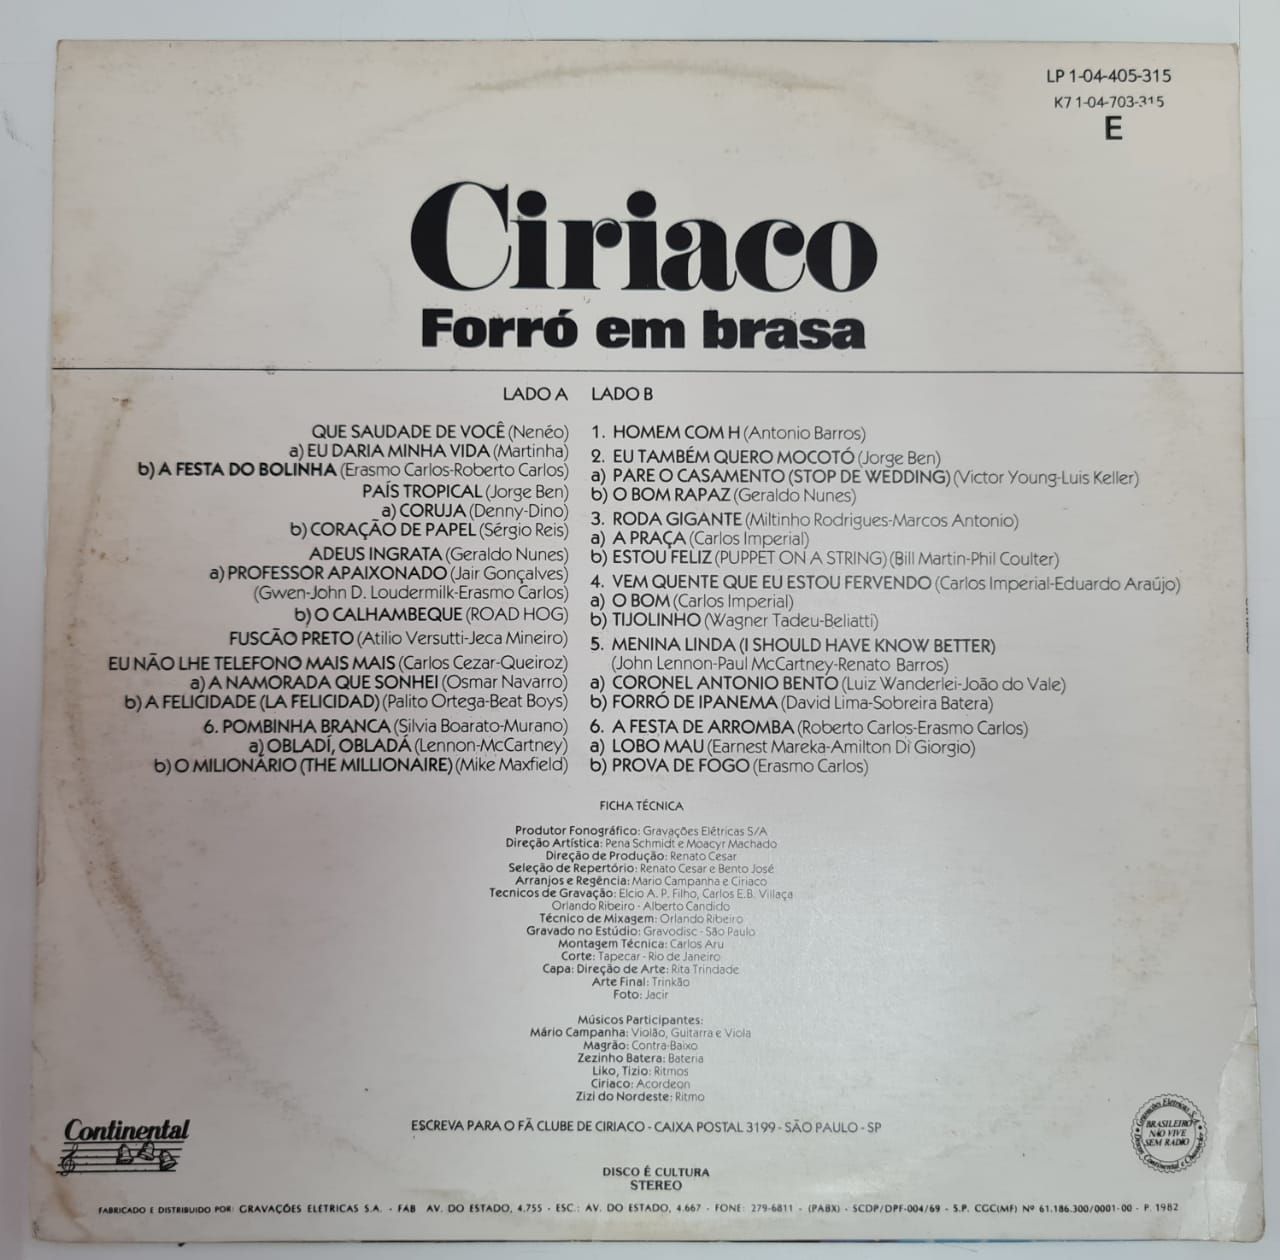 LP 1-04-405-315
K7 1-04-703-315
E
Ciriaco
Forró em brasa
LADO A
QUE SAUDADE DE VOCÊ (Nenéo)
a) EU DARIA MINHA VIDA (Martinha)
b) A FESTA DO BOLINHA (Erasmo Carlos-Roberto Carlos)
PAÍS TROPICAL (Jorge Ben)
a) CORUJA (Denny-Dino)
b) CORAÇÃO DE PAPEL (Sérgio Reis)
ADEUS INGRATA (Geraldo Nunes)
a) PROFESSOR APAIXONADO (Jair Gonçalves)
(Gwen-John D. Loudermilk-Erasmo Carlos)
b) O CALHAMBEQUE (ROAD HOG)
FUSCÃO PRETO (Atilio Versutti-Jeca Mineiro)
EU NÃO LHE TELEFONO MAIS MAIS (Carlos Cezar-Queiroz)
a) A NAMORADA QUE SONHEI (Osmar Navarro)
b) A FELICIDADE (LA FELICIDAD) (Palito Ortega-Beat Boys)
6. POMBINHA BRANCA (Silvia Boarato-Murano)
a) OBLADÍ, OBLADÁ (Lennon-McCartney)
b) O MILIONÁRIO (THE MILLIONAIRE) (Mike Maxfield)
LADO B
1. HOMEM COM H (Antonio Barros)
2. EU TAMBÉM QUERO MOCOTÓ (Jorge Ben)
a) PARE O CASAMENTO (STOP DE WEDDING) (Victor Young-Luis Keller)
b) O BOM RAPAZ (Geraldo Nunes)
3. RODA GIGANTE (Miltinho Rodrigues-Marcos Antonio)
a) A PRAÇA (Carlos Imperial)
b) ESTOU FELIZ (PUPPET ON A STRING) (Bill Martin-Phil Coulter)
4. VEM QUENTE QUE EU ESTOU FERVENDO (Carlos Imperial-Eduardo Araújo)
a) O BOM (Carlos Imperial)
b) TIJOLINHO (Wagner Tadeu-Beliatti)
5. MENINA LINDA (I SHOULD HAVE KNOW BETTER)
(John Lennon-Paul McCartney-Renato Barros)
a) CORONEL ANTONIO BENTO (Luiz Wanderlei-João do Vale)
b) FORRÓ DE IPANEMA (David Lima-Sobreira Batera)
6. A FESTA DE ARROMBA (Roberto Carlos-Erasmo Carlos)
a) LOBO MAU (Earnest Mareka-Amilton Di Giorgio)
b) PROVA DE FOGO (Erasmo Carlos)
FICHA TÉCNICA
Produtor Fonográfico: Gravações Elétricas S/A
Direção Artística: Pena Schmidt e Moacyr Machado
Direção de Produção: Renato Cesar
Seleção de Repertório: Renato Cesar e Bento José
Arranjos e Regência: Mario Campanha e Ciriaco
Tecnicos de Gravação: Elcio A. P. Filho, Carlos E.B. Villaça
Orlando Ribeiro - Alberto Candido
Técnico de Mixagem: Orlando Ribeiro
Gravado no Estúdio: Gravodisc - São Paulo
Montagem Técnica: Carlos Aru
Corte: Tapecar - Rio de Janeiro
Capa: Direção de Arte: Rita Trindade
Arte Final: Trinkão
Foto: Jacir
Músicos Participantes:
Mário Campanha: Violão, Guitarra e Viola
Magrão: Contra-Baixo
Zezinho Batera: Bateria
Liko, Tizio: Ritmos
Ciriaco: Acordeon
Zizi do Nordeste: Ritmo
Continental
ESCREVA PARA O FÃ CLUBE DE CIRIACO - CAIXA POSTAL 3199 - SÃO PAULO - SP
Gravações Elétricas S.A.
BRASILEIRO
NÃO VIVE
SEM RADIO
Discos Continental e Chantecler
DISCO É CULTURA
STEREO
FABRICADO E DISTRIBUIDO POR: GRAVAÇÕES ELETRICAS S.A. - FAB AV. DO ESTADO, 4.755 - ESC.: AV. DO ESTADO, 4.667 - FONE: 279-6811 - (PABX) - SCDP/DPF-004/69 - S.P. CGC(MF) Nº 61.186.300/0001-00 - P. 1982